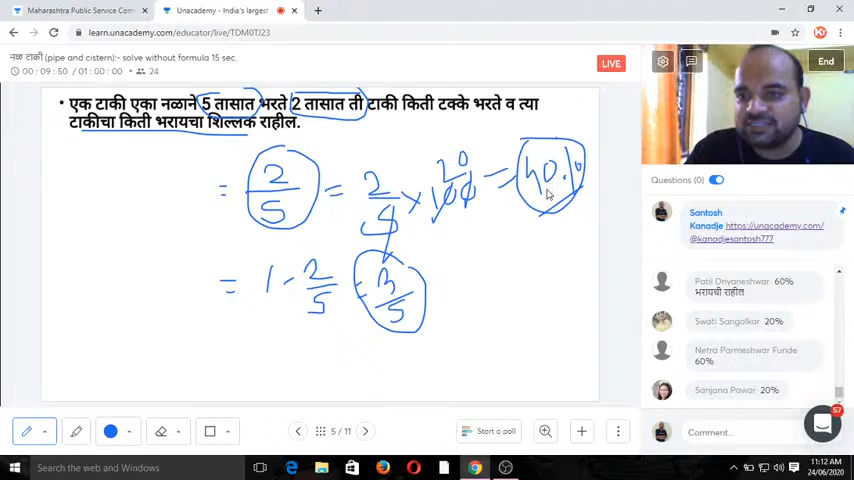 Maharashtra Public Service Com
Unacademy - India's largest
learn.unacademy.com/educator/live/TDM0TJ23
नळ टाकी (pipe and cistern):- solve without formula 15 sec.
00 : 09 : 50 / 01 : 00 : 00 • 24
LIVE
End
• एक टाकी एका नळाने 5 तासात भरते 2 तासात ती टाकी किती टक्के भरते व त्या
टाकीचा किती भरायचा शिल्लक राहील.
= 2/5 = 2/5 × 100 20 = 40%
= 1 - 2/5 = 3/5
Questions (0)
Santosh
Kanadje https://unacademy.com/
@kanadjesantosh777
Patil Dnyaneshwar 60%
भरायची राहील
Swati Sangolkar 20%
Netra Parmeshwar Funde
60%
Sanjana Pawar 20%
57
5 / 11
Start a poll
Comment...
Search the web and Windows
11:12 AM
24/06/2020